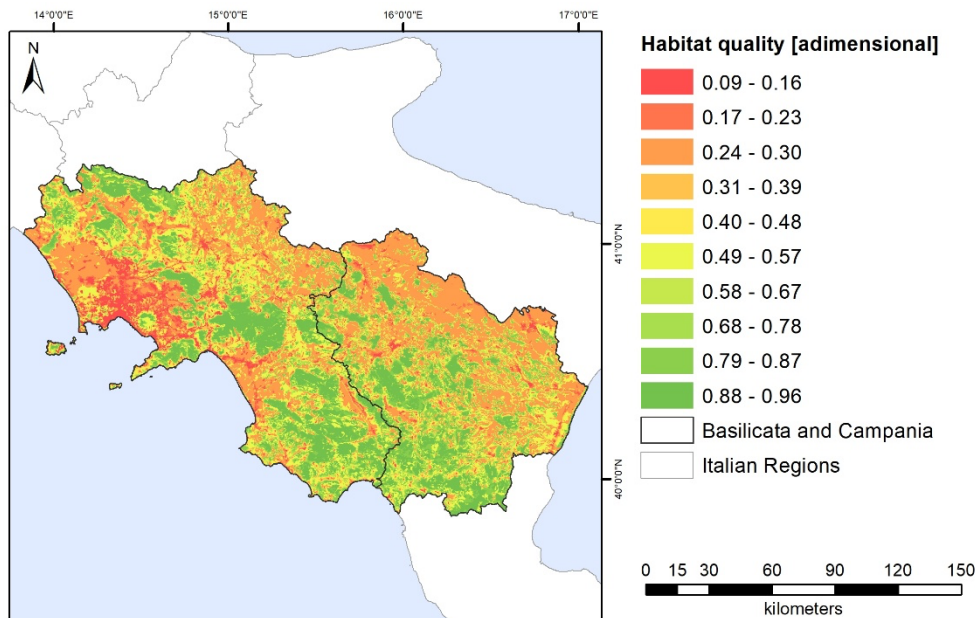 14°0'0"E 15°0'0"E 16°0'0"E 17°0'0"E
N
41°0'0"N
40°0'0"N
Habitat quality [adimensional]
0.09 - 0.16
0.17 - 0.23
0.24 - 0.30
0.31 - 0.39
0.40 - 0.48
0.49 - 0.57
0.58 - 0.67
0.68 - 0.78
0.79 - 0.87
0.88 - 0.96
Basilicata and Campania
Italian Regions
0 15 30 60 90 120 150
kilometers